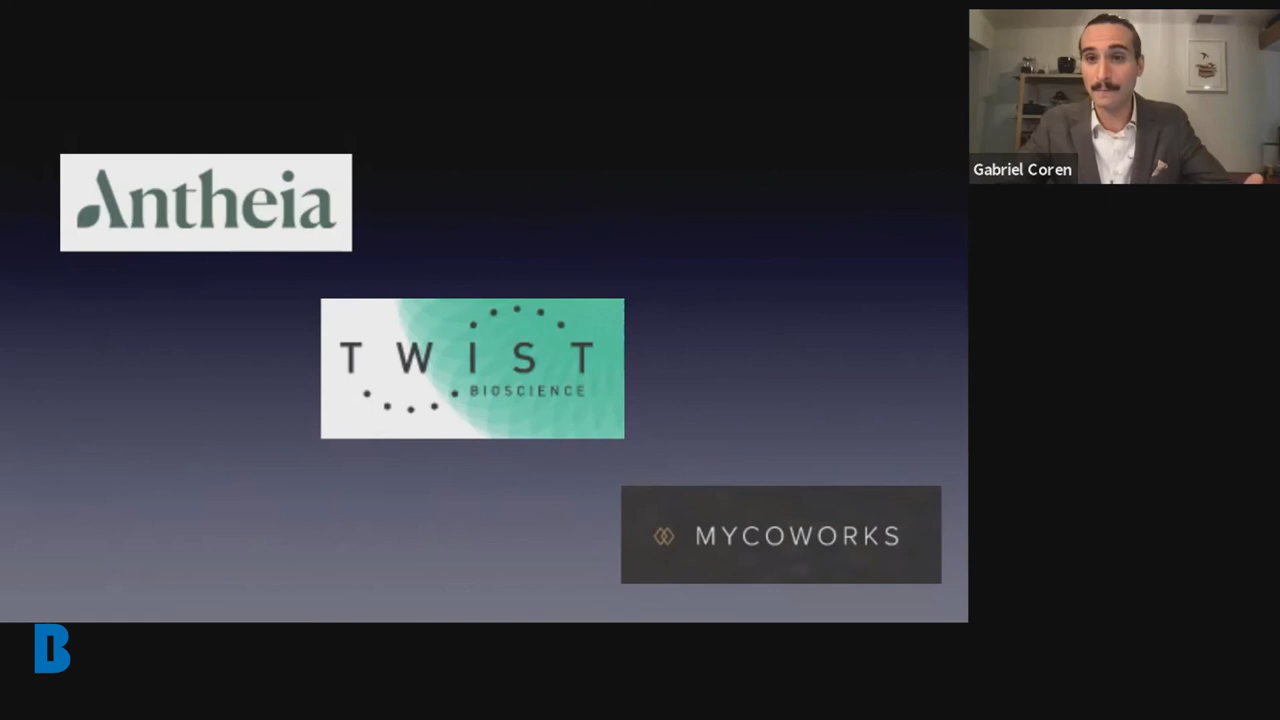 Antheia
TWIST
BIOSCIENCE
MYCOWORKS
Gabriel Coren
B